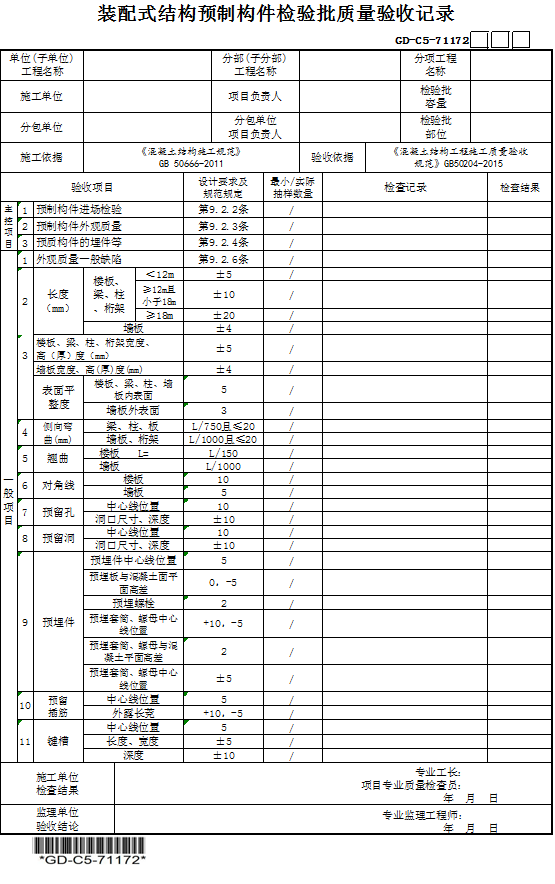 装配式结构预制构件检验批质量验收记录
GD-C5-71172
单位(子单位)
工程名称
分部(子分部)
工程名称
分项工程
名称
施工单位
项目负责人
检验批
容量
分包单位
分包单位
项目负责人
检验批
部位
施工依据
《混凝土结构施工规范》
GB 50666-2011
验收依据
《混凝土结构工程施工质量验收
规范》GB50204-2015
验收项目
设计要求及
规范规定
最小/实际
抽样数量
检查记录
检查结果
主控项目
1 预制构件进场检验 第9.2.2条 /
2 预制构件外观质量 第9.2.3条 /
3 预质构件的埋件等 第9.2.4条 /
一般项目
1 外观质量一般缺陷 第9.2.6条 /
2
长度
（mm）
楼板、
梁、柱
、桁架
＜12m ±5 /
≥12m且
小于18m
±10 /
≥18m ±20 /
墙板 ±4 /
3
楼板、梁、柱、桁架宽度、
高（厚）度（mm）
±5 /
墙板宽度、高(厚)度(mm) ±4 /
表面平
整度
楼板、梁、柱、墙
板内表面
5 /
墙板外表面 3 /
4
侧向弯
曲(mm)
梁、柱、板 L/750且≤20 /
墙板、桁架 L/1000且≤20 /
5 翘曲
楼板 L= L/150 /
墙板 L/1000 /
6 对角线
楼板 10 /
墙板 5 /
7 预留孔
中心线位置 10 /
洞口尺寸、深度 ±10 /
8 预留洞
中心线位置 10 /
洞口尺寸、深度 ±10 /
9 预埋件
预埋件中心线位置 5 /
预埋板与混凝土面平
面高差
0，-5 /
预埋螺栓 2 /
预埋套筒、螺母中心
线位置
+10，-5 /
预埋套筒、螺母与混
凝土平面高差
2 /
预埋套筒、螺母中心
线位置
±5 /
10
预留
插筋
中心线位置 5 /
外露长莞 +10，-5 /
11 键槽
中心线位置 5 /
长度、宽度 ±5 /
深度 ±10 /
施工单位
检查结果
专业工长：
项目专业质量检查员：
年 月 日
监理单位
验收结论
专业监理工程师：
年 月 日
*GD-C5-71172*